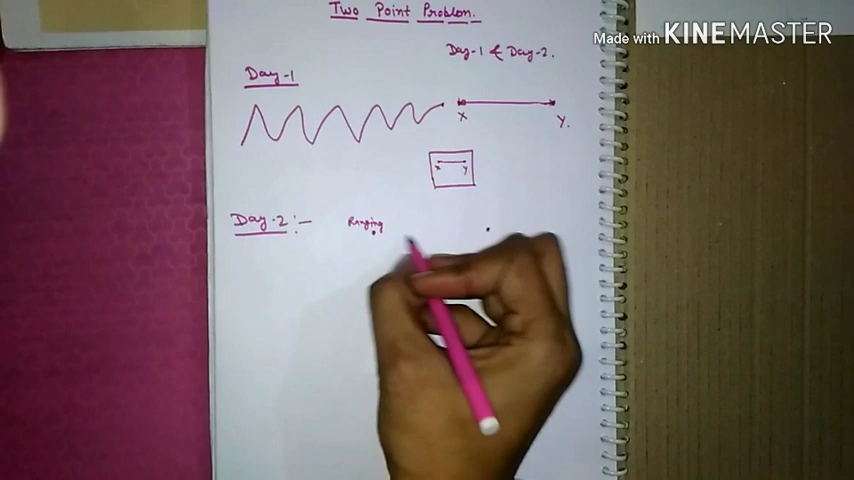 Two Point Problem.
Made with KINEMASTER
Day-1 & Day-2.
Day-1
X Y.
X Y
Day-2:-
Ranging